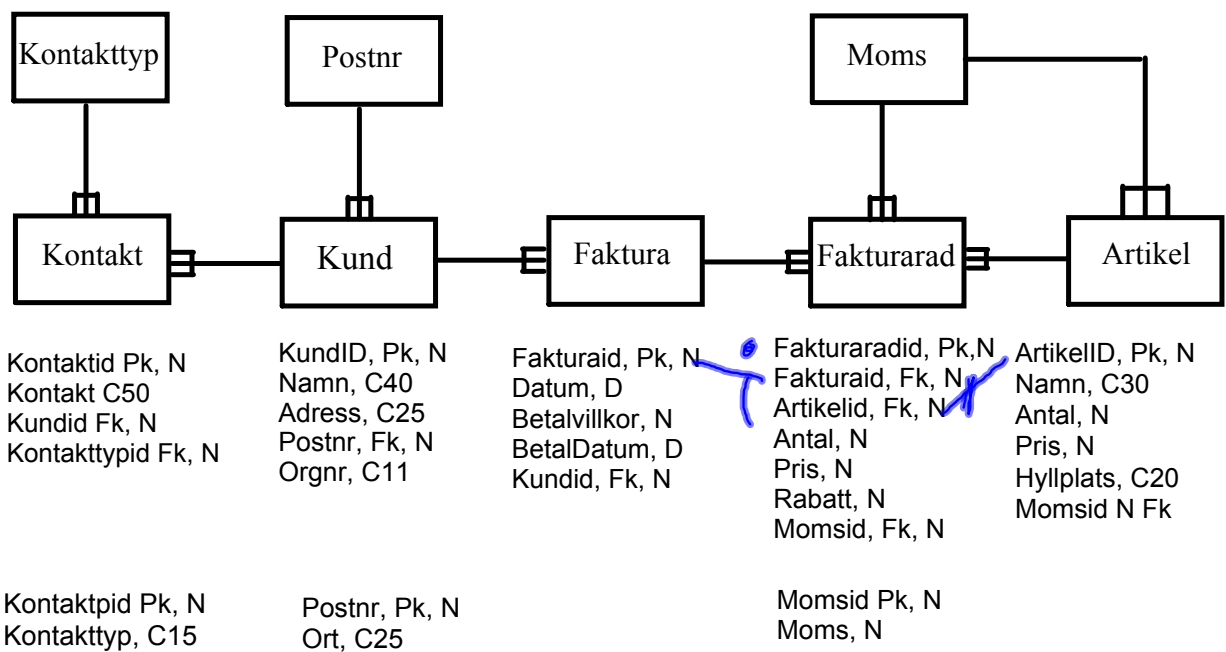 Kontakttyp
Postnr
Moms
Kontakt
Kund
Faktura
Fakturarad
Artikel
Kontaktid Pk, N
Kontakt C50
Kundid Fk, N
Kontakttypid Fk, N
KundID, Pk, N
Namn, C40
Adress, C25
Postnr, Fk, N
Orgnr, C11
Fakturaid, Pk, N
Datum, D
Betalvillkor, N
BetalDatum, D
Kundid, Fk, N
Fakturaradid, Pk,N
Fakturaid, Fk, N
Artikelid, Fk, N
Antal, N
Pris, N
Rabatt, N
Momsid, Fk, N
ArtikelID, Pk, N
Namn, C30
Antal, N
Pris, N
Hyllplats, C20
Momsid N Fk
Kontaktpid Pk, N
Kontakttyp, C15
Postnr, Pk, N
Ort, C25
Momsid Pk, N
Moms, N